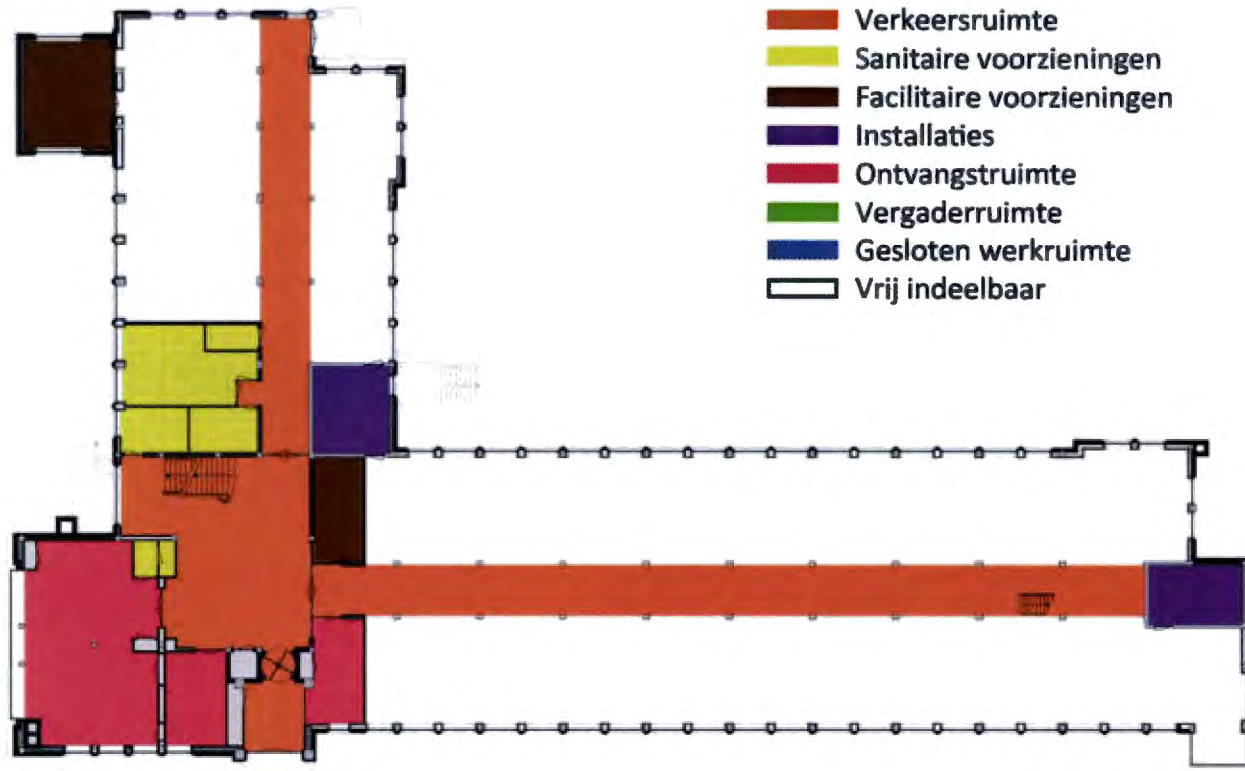 Verkeersruimte
Sanitaire voorzieningen
Facilitaire voorzieningen
Installaties
Ontvangstruimte
Vergaderruimte
Gesloten werkruimte
Vrij indeelbaar